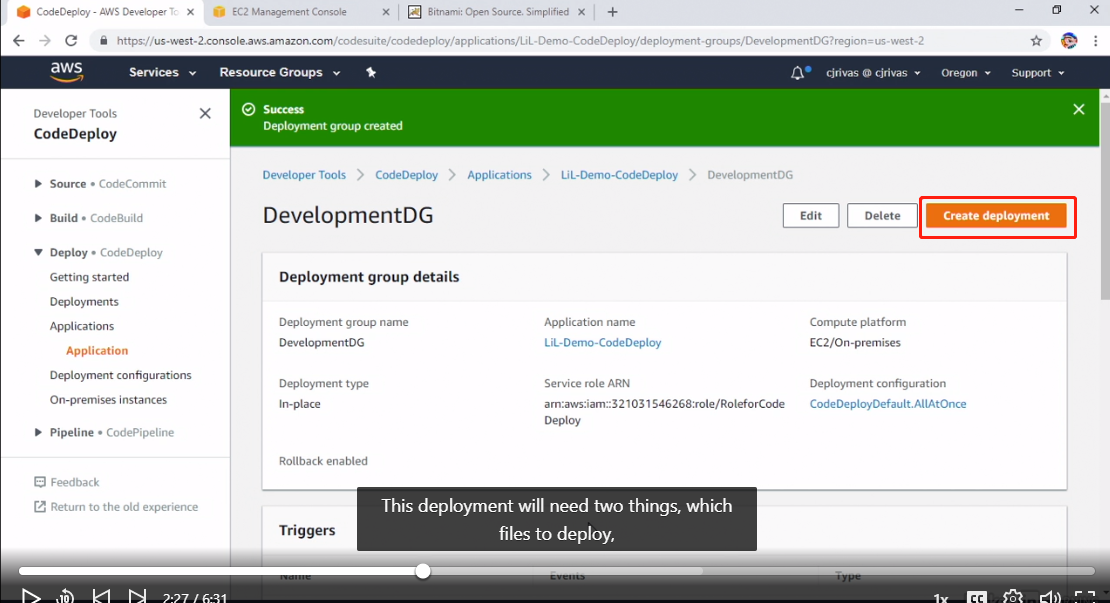 CodeDeploy - AWS Developer To
EC2 Management Console
Bitnami: Open Source. Simplified
https://us-west-2.console.aws.amazon.com/codesuite/codedeploy/applications/LiL-Demo-CodeDeploy/deployment-groups/DevelopmentDG?region=us-west-2
aws
Services
Resource Groups
cjrivas @ cjrivas
Oregon
Support
Developer Tools
CodeDeploy
Source • CodeCommit
Build • CodeBuild
Deploy • CodeDeploy
Getting started
Deployments
Applications
Application
Deployment configurations
On-premises instances
Pipeline • CodePipeline
Feedback
Return to the old experience
Success
Deployment group created
Developer Tools
CodeDeploy
Applications
LiL-Demo-CodeDeploy
DevelopmentDG
DevelopmentDG
Edit
Delete
Create deployment
Deployment group details
Deployment group name
DevelopmentDG
Application name
LiL-Demo-CodeDeploy
Compute platform
EC2/On-premises
Deployment type
In-place
Service role ARN
arn:aws:iam::321031546268:role/RoleforCode
Deploy
Deployment configuration
CodeDeployDefault.AllAtOnce
Rollback enabled
Triggers
Name
Events
Type
This deployment will need two things, which
files to deploy,
10
2:27 / 6:31
1x
CC